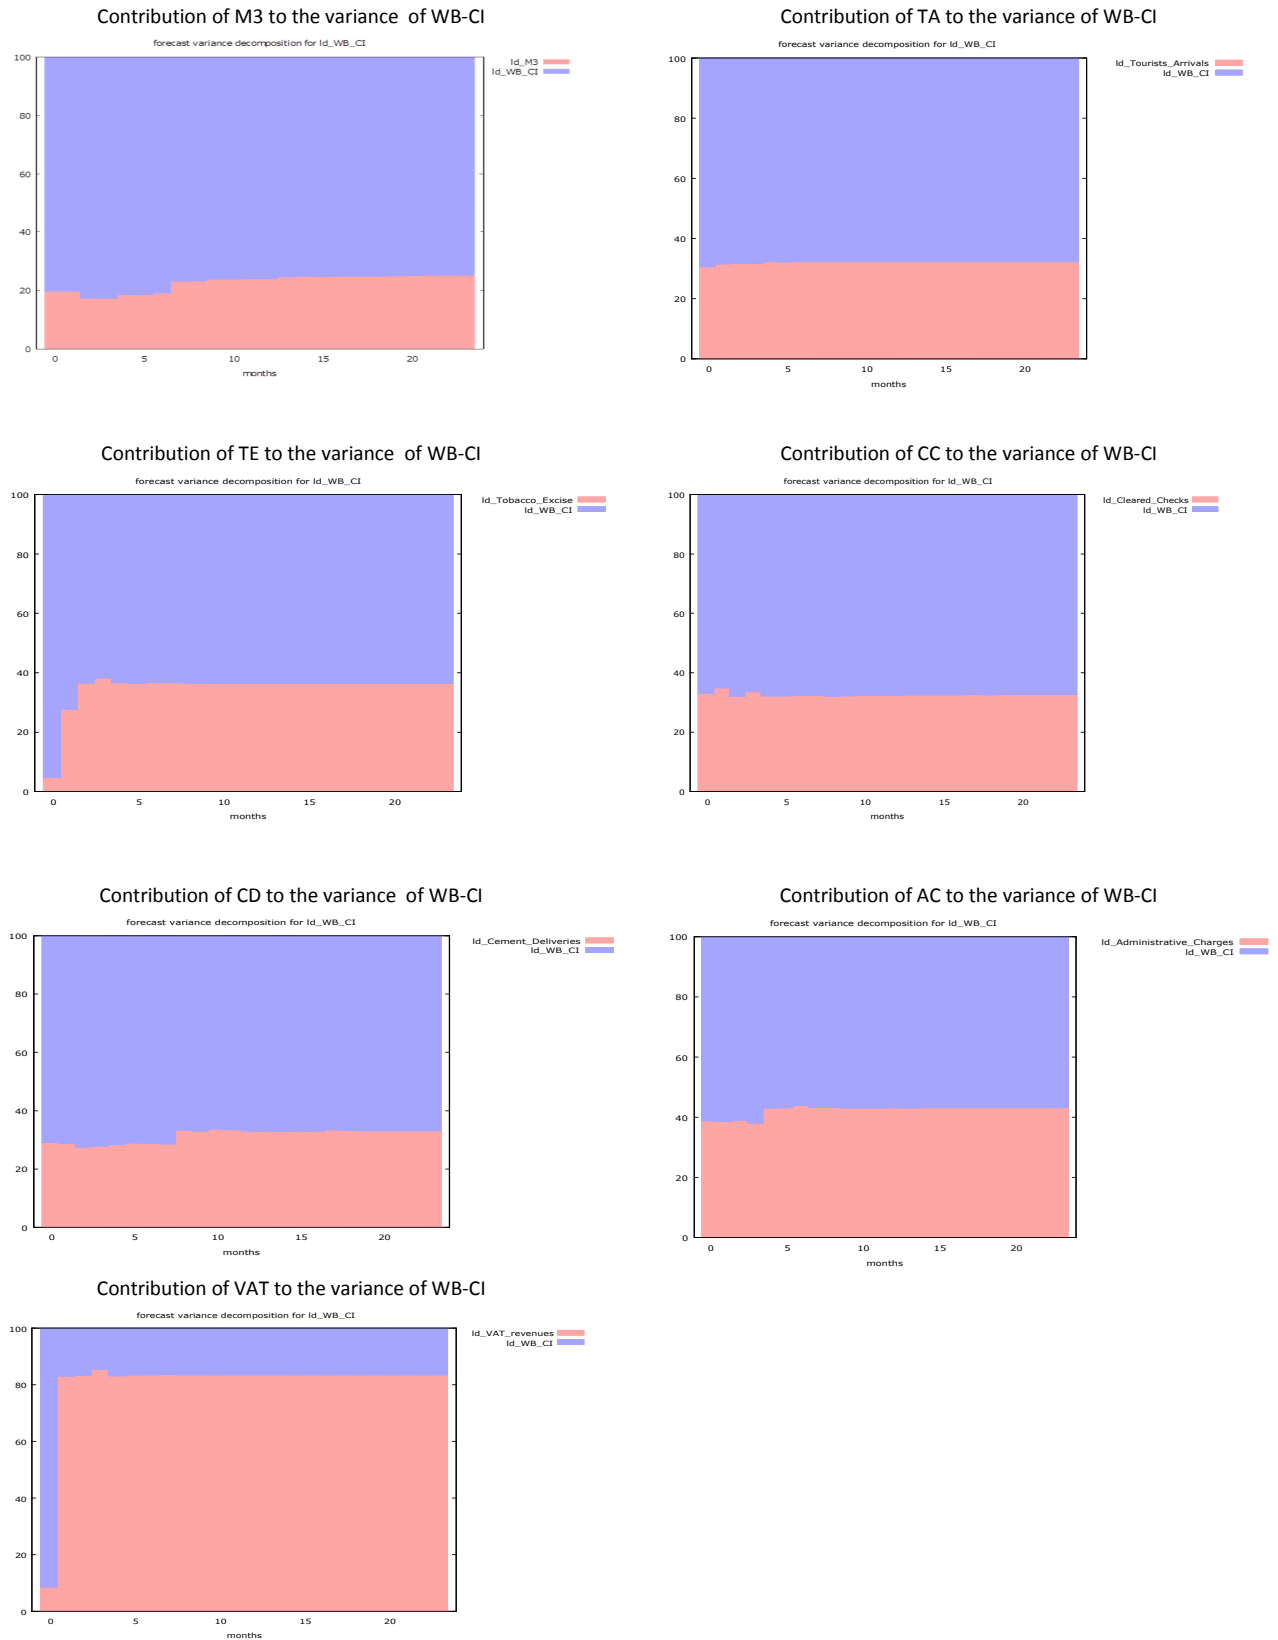 Contribution of M3 to the variance of WB-CI
forecast variance decomposition for ld_WB_CI
ld_M3
ld_WB_CI
100
80
60
40
20
0
0 5 10 15 20
months
Contribution of TA to the variance of WB-CI
forecast variance decomposition for ld_WB_CI
ld_Tourists_Arrivals
ld_WB_CI
100
80
60
40
20
0
0 5 10 15 20
months
Contribution of TE to the variance of WB-CI
forecast variance decomposition for ld_WB_CI
ld_Tobacco_Excise
ld_WB_CI
100
80
60
40
20
0
0 5 10 15 20
months
Contribution of CC to the variance of WB-CI
forecast variance decomposition for ld_WB_CI
ld_Cleared_Checks
ld_WB_CI
100
80
60
40
20
0
0 5 10 15 20
months
Contribution of CD to the variance of WB-CI
forecast variance decomposition for ld_WB_CI
ld_Cement_Deliveries
ld_WB_CI
100
80
60
40
20
0
0 5 10 15 20
months
Contribution of AC to the variance of WB-CI
forecast variance decomposition for ld_WB_CI
ld_Administrative_Charges
ld_WB_CI
100
80
60
40
20
0
0 5 10 15 20
months
Contribution of VAT to the variance of WB-CI
forecast variance decomposition for ld_WB_CI
ld_VAT_revenues
ld_WB_CI
100
80
60
40
20
0
0 5 10 15 20
months